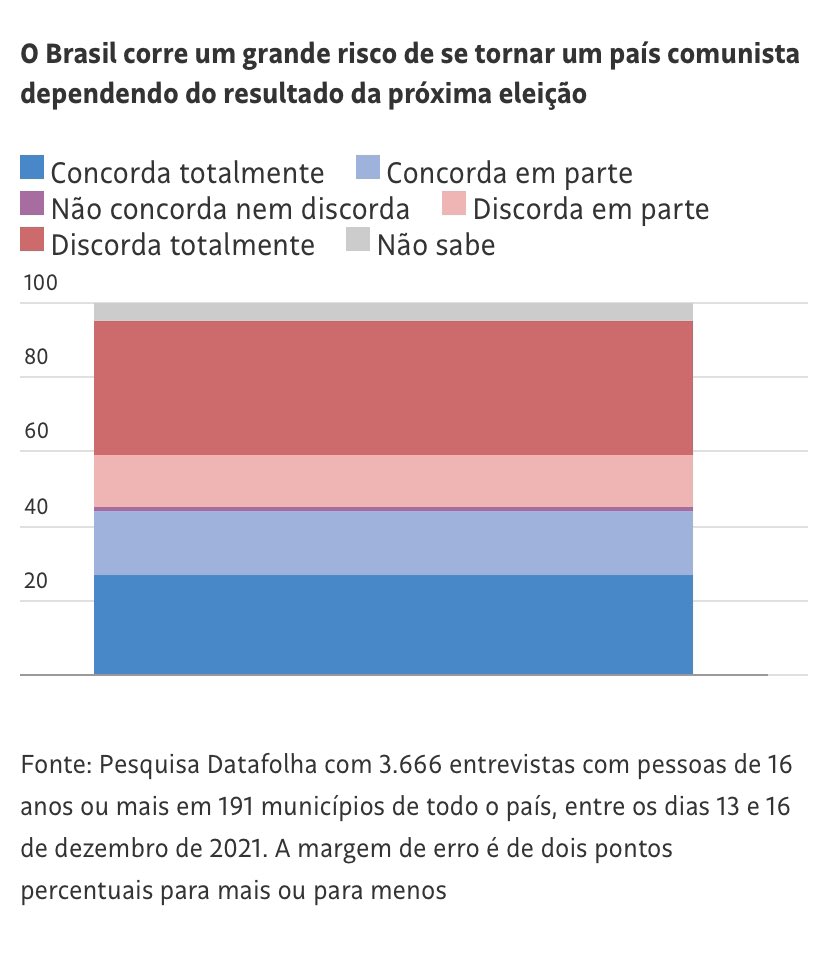 O Brasil corre um grande risco de se tornar um país comunista
dependendo do resultado da próxima eleição
Concorda totalmente Concorda em parte
Não concorda nem discorda Discorda em parte
Discorda totalmente Não sabe
100
80
60
40
20
Fonte: Pesquisa Datafolha com 3.666 entrevistas com pessoas de 16
anos ou mais em 191 municípios de todo o país, entre os dias 13 e 16
de dezembro de 2021. A margem de erro é de dois pontos
percentuais para mais ou para menos